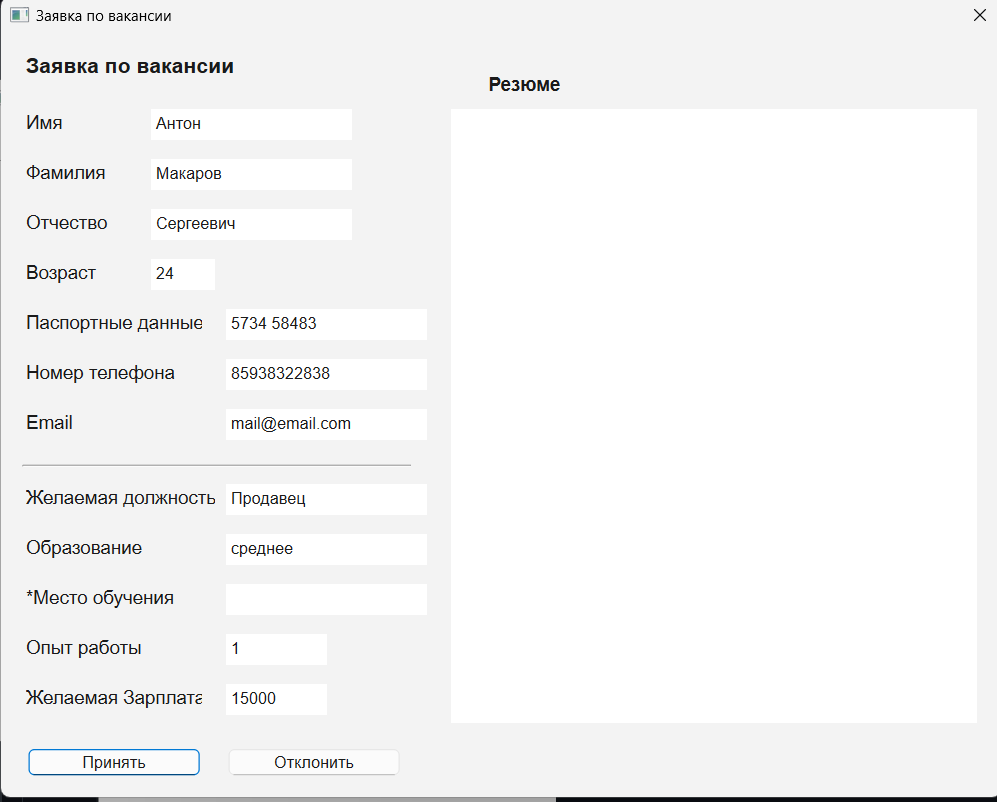 Заявка по вакансии
Заявка по вакансии
Резюме
Имя Антон
Фамилия Макаров
Отчество Сергеевич
Возраст 24
Паспортные данные 5734 58483
Номер телефона 85938322838
Email mail@email.com
Желаемая должность Продавец
Образование среднее
*Место обучения
Опыт работы 1
Желаемая Зарплата 15000
Принять Отклонить